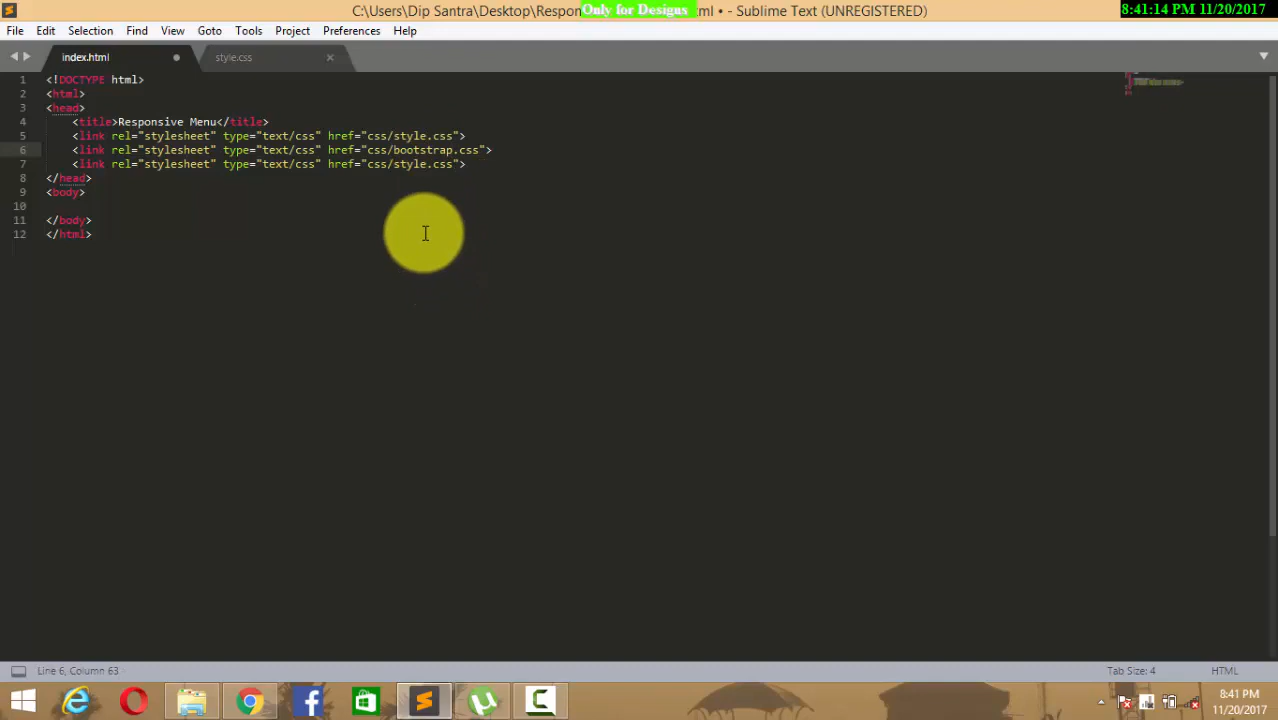 C:\Users\Dip Santra\Desktop\Respon
Only for Designs
ml • - Sublime Text (UNREGISTERED)
8:41:14 PM 11/20/2017
File Edit Selection Find View Goto Tools Project Preferences Help
index.html style.css
1 <!DOCTYPE html>
2 <html>
3 <head>
4 <title>Responsive Menu</title>
5 <link rel="stylesheet" type="text/css" href="css/style.css">
6 <link rel="stylesheet" type="text/css" href="css/bootstrap.css">
7 <link rel="stylesheet" type="text/css" href="css/style.css">
8 </head>
9 <body>
10
11 </body>
12 </html>
Line 6, Column 63
Tab Size: 4
HTML
8:41 PM
11/20/2017